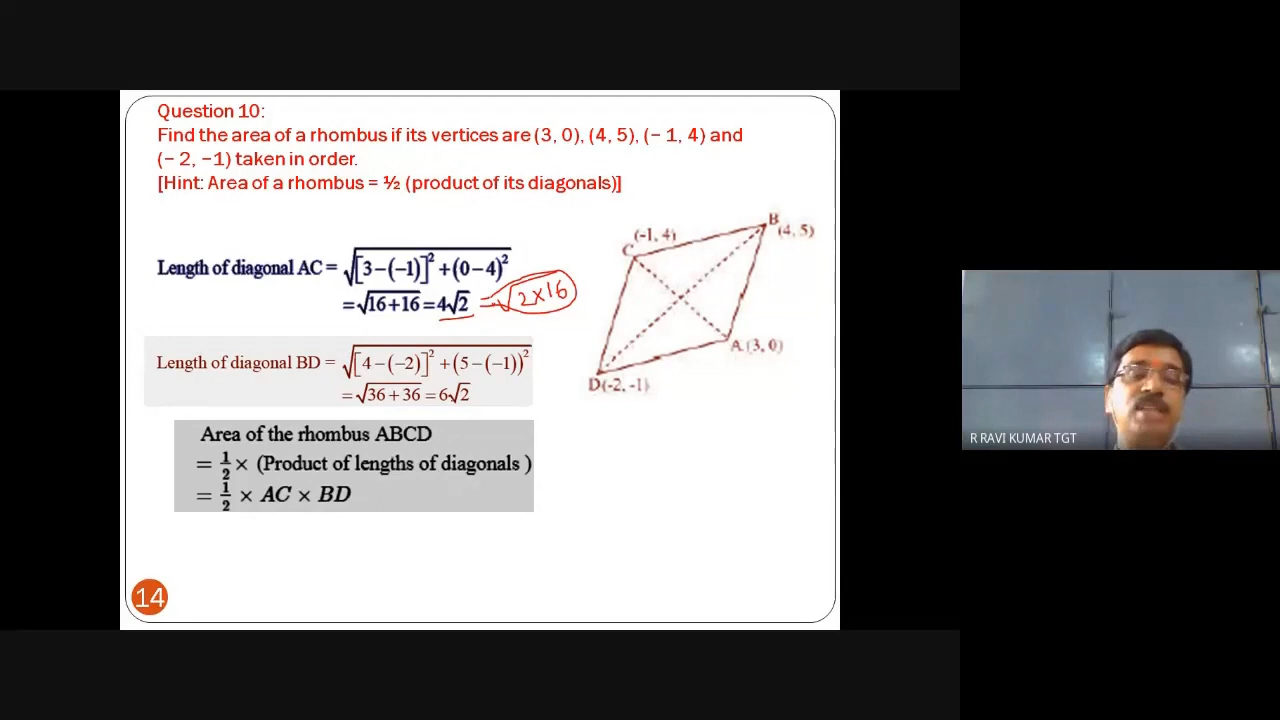 Question 10:
Find the area of a rhombus if its vertices are (3, 0), (4, 5), (− 1, 4) and
(− 2, −1) taken in order.
[Hint: Area of a rhombus = ½ (product of its diagonals)]
Length of diagonal AC = √[3−(−1)]² + (0−4)²
= √16+16 = 4√2 = √2×16
Length of diagonal BD = √[4−(−2)]² + (5−(−1))²
= √36+36 = 6√2
Area of the rhombus ABCD
= 1/2 × (Product of lengths of diagonals )
= 1/2 × AC × BD
B
(4, 5)
(-1, 4)
C
A (3, 0)
D(-2, -1)
14
R RAVI KUMAR TGT